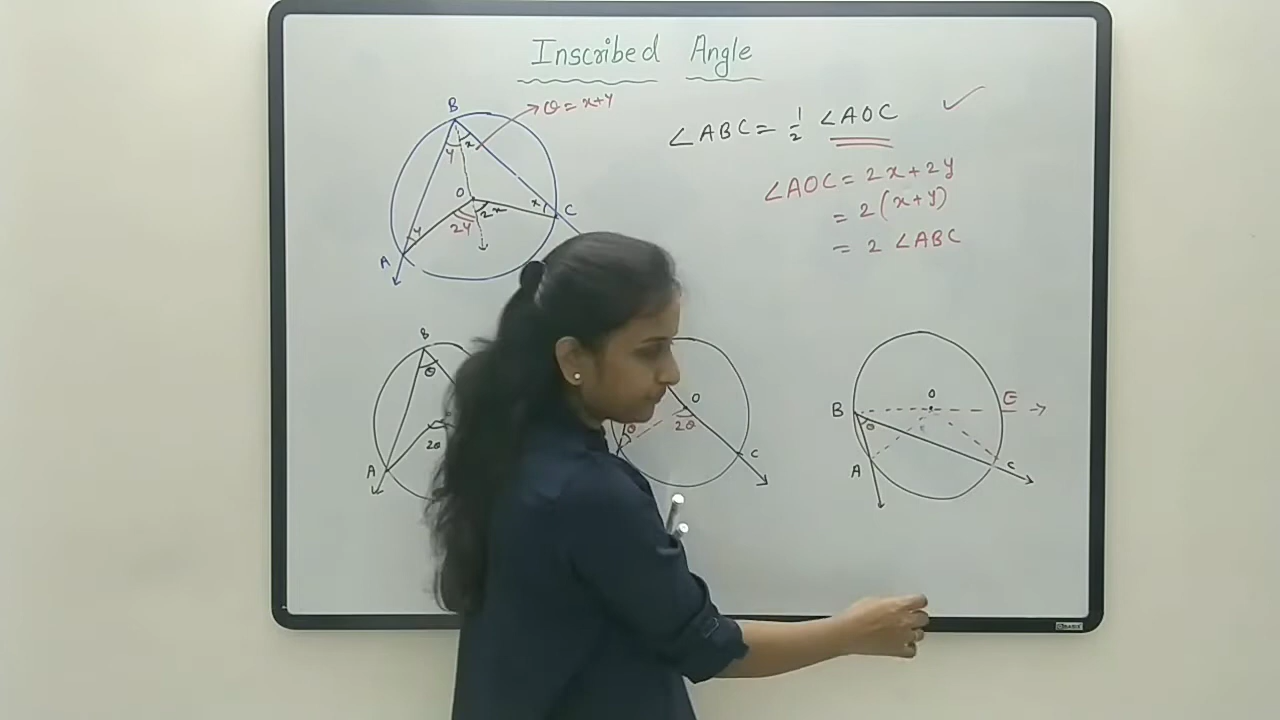 Inscribed Angle
B
θ = x+y
y x
O
x
C
y
2y 2x
A
∠ABC = 1/2 ∠AOC ✓
∠AOC = 2x+2y
= 2(x+y)
= 2 ∠ABC
B
θ
2θ
A
θ
O
2θ
C
B
O
E
θ
A
C